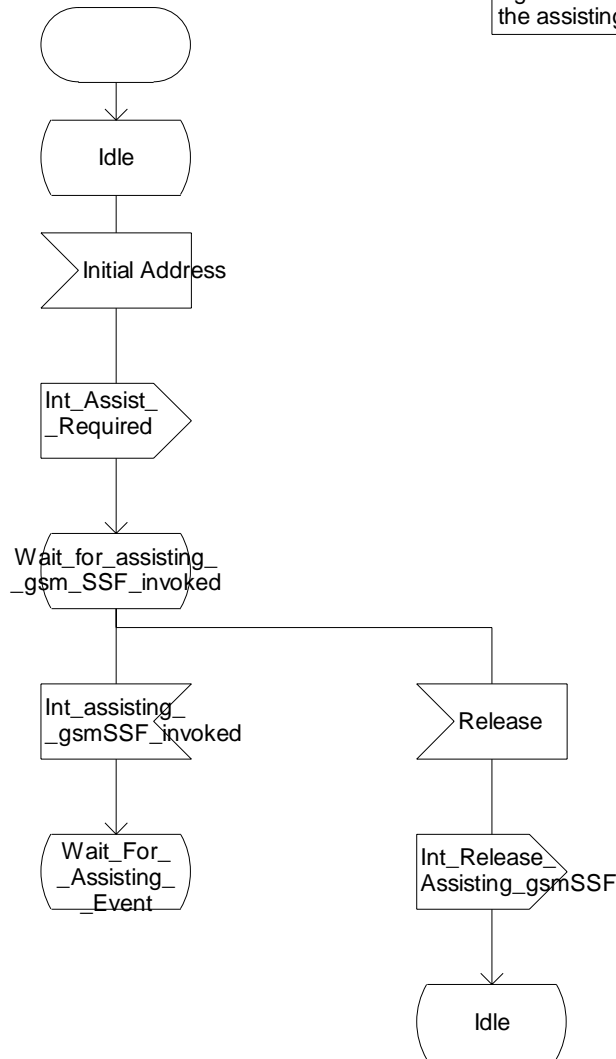 the assisting
Idle
Initial Address
Int_Assist_
_Required
Wait_for_assisting_
_gsm_SSF_invoked
Int_assisting_
_gsmSSF_invoked
Release
Wait_For_
_Assisting_
_Event
Int_Release_
Assisting_gsmSSF
Idle